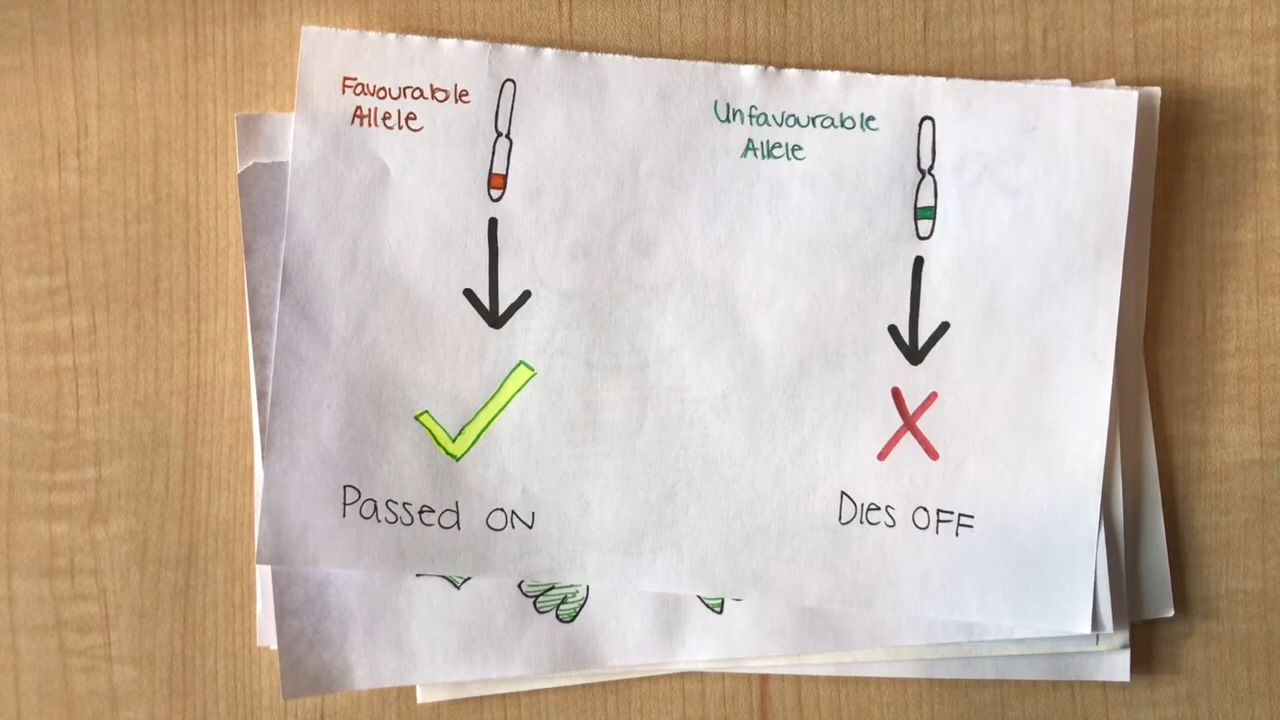 Favourable
Allele
Unfavourable
Allele
Passed ON
Dies OFF